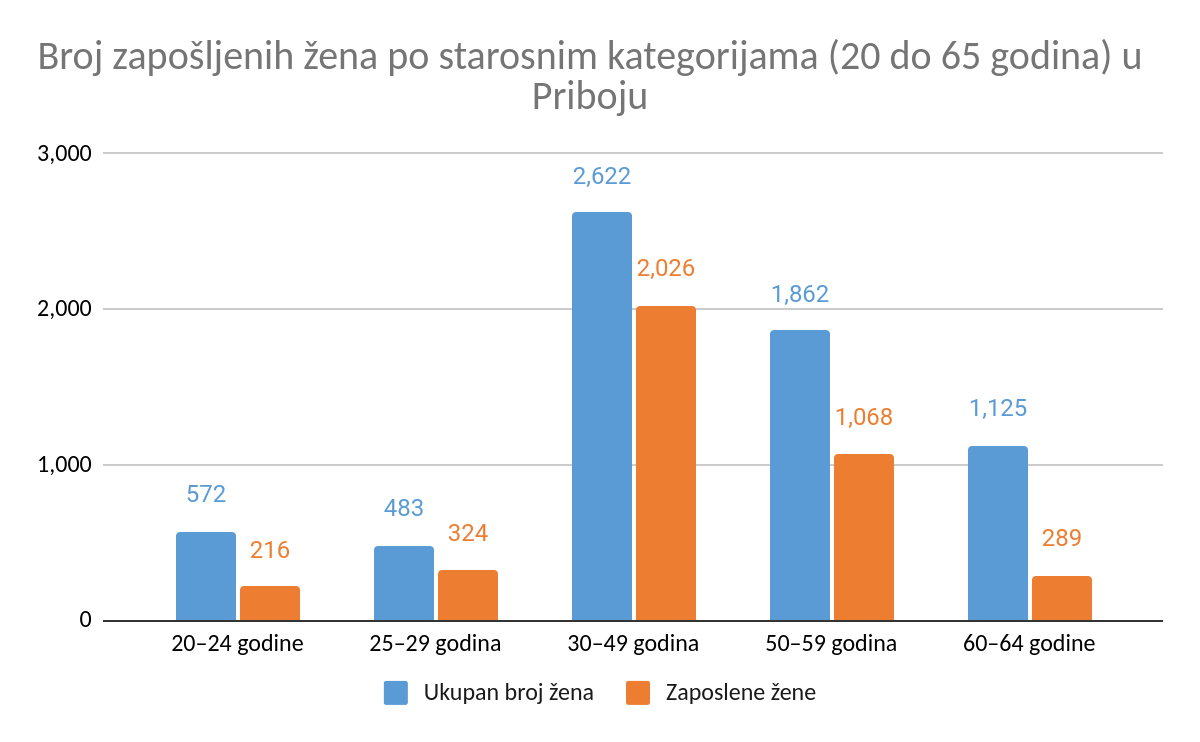 Broj zapošljenih žena po starosnim kategorijama (20 do 65 godina) u
Priboju
3,000
2,622
2,026
2,000
1,862
1,068
1,125
1,000
572
216
483
324
289
0
20–24 godine
25–29 godina
30–49 godina
50–59 godina
60–64 godine
Ukupan broj žena
Zaposlene žene